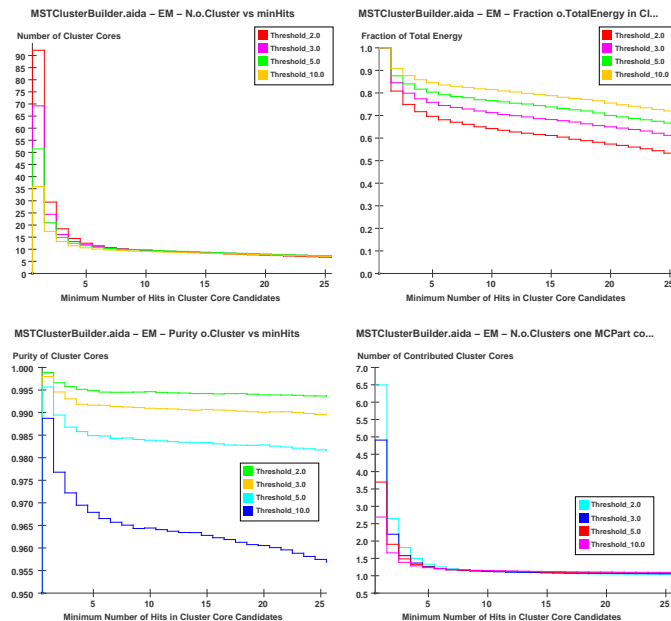 MSTClusterBuilder.aida – EM – N.o.Cluster vs minHits
Number of Cluster Cores
90
85
80
75
70
65
60
55
50
45
40
35
30
25
20
15
10
5
0
5
10
15
20
25
Minimum Number of Hits in Cluster Core Candidates
Threshold_2.0
Threshold_3.0
Threshold_5.0
Threshold_10.0
MSTClusterBuilder.aida – EM – Fraction o.TotalEnergy in Cl...
Fraction of Total Energy
1.0
0.9
0.8
0.7
0.6
0.5
0.4
0.3
0.2
0.1
0.0
5
10
15
20
25
Minimum Number of Hits in Cluster Core Candidates
Threshold_2.0
Threshold_3.0
Threshold_5.0
Threshold_10.0
MSTClusterBuilder.aida – EM – Purity o.Cluster vs minHits
Purity of Cluster Cores
1.000
0.995
0.990
0.985
0.980
0.975
0.970
0.965
0.960
0.955
0.950
5
10
15
20
25
Minimum Number of Hits in Cluster Core Candidates
Threshold_2.0
Threshold_3.0
Threshold_5.0
Threshold_10.0
MSTClusterBuilder.aida – EM – N.o.Clusters one MCPart co...
Number of Contributed Cluster Cores
7.0
6.5
6.0
5.5
5.0
4.5
4.0
3.5
3.0
2.5
2.0
1.5
1.0
0.5
5
10
15
20
25
Minimum Number of Hits in Cluster Core Candidates
Threshold_2.0
Threshold_3.0
Threshold_5.0
Threshold_10.0